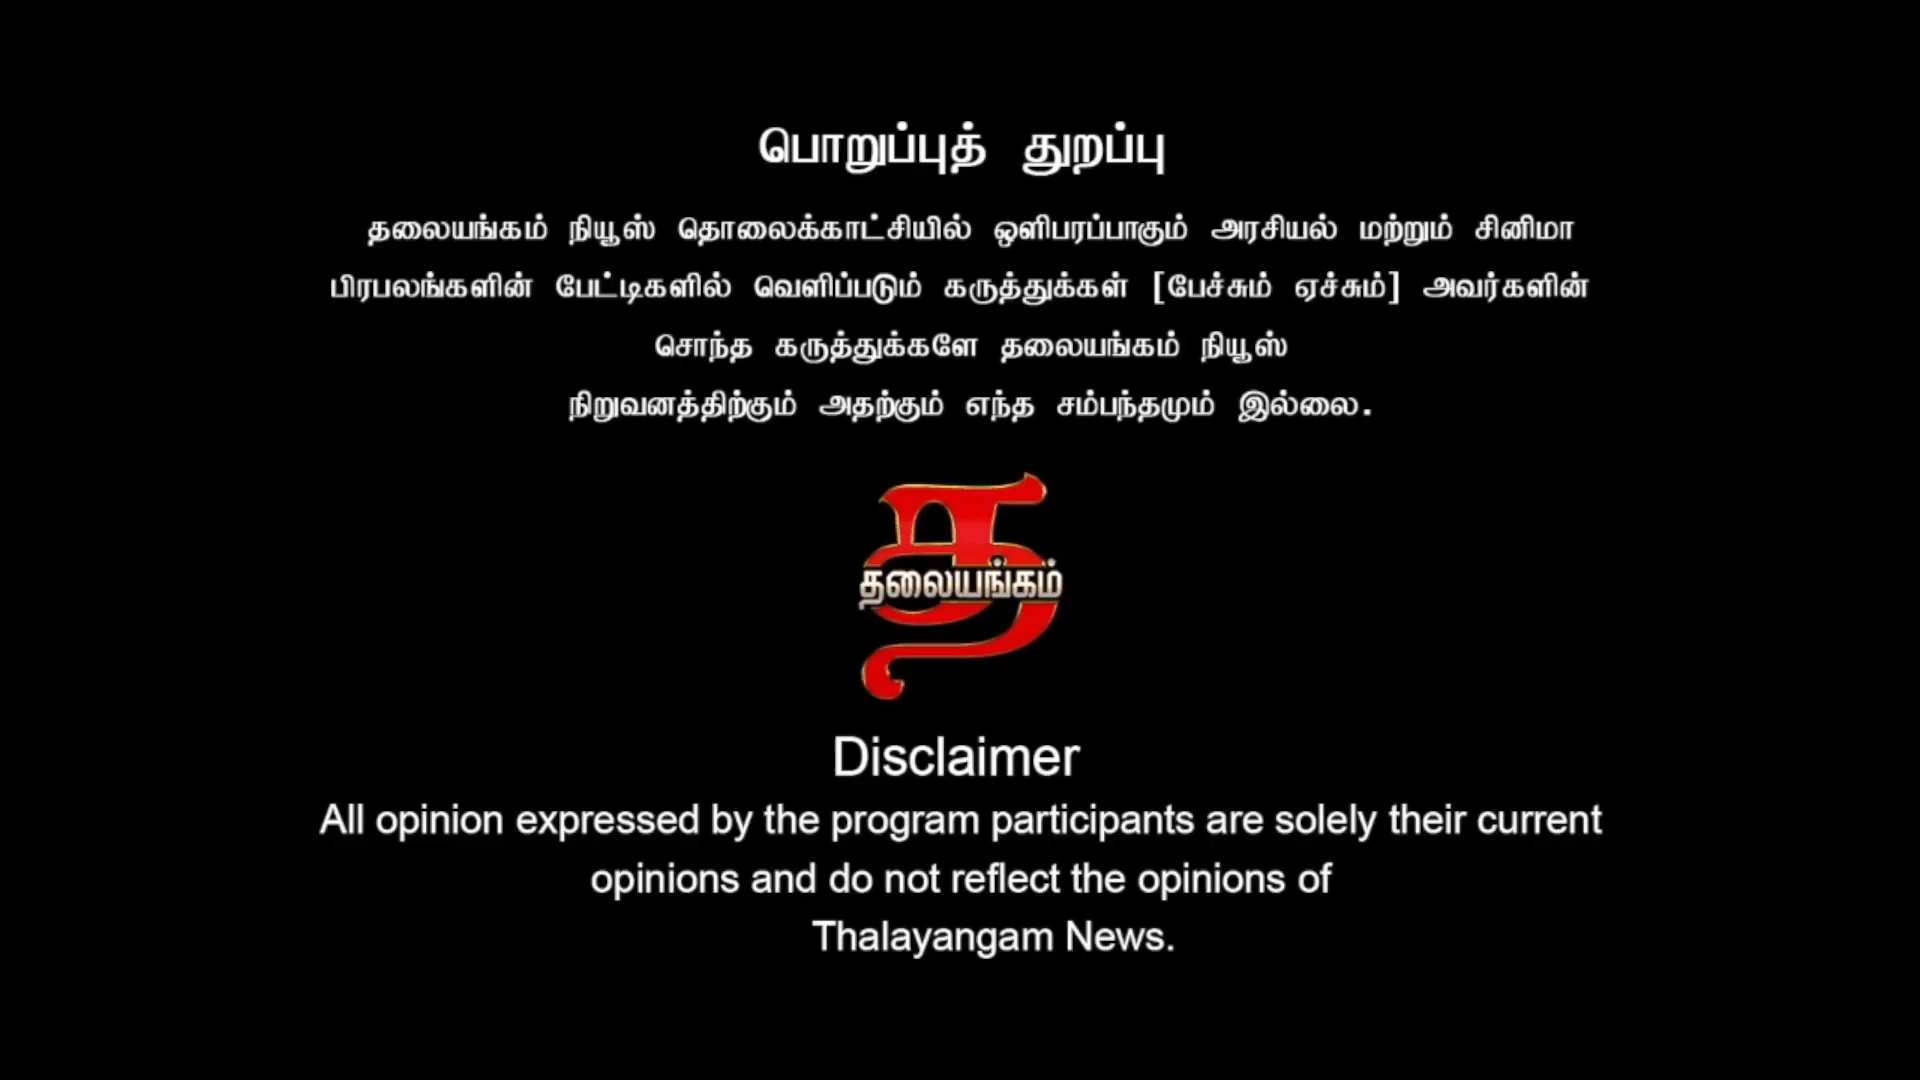 பொறுப்புத் துறப்பு
தலையங்கம் நியூஸ் தொலைக்காட்சியில் ஒளிபரப்பாகும் அரசியல் மற்றும் சினிமா
பிரபலங்களின் பேட்டிகளில் வெளிப்படும் கருத்துக்கள் [பேச்சும் ஏச்சும்] அவர்களின்
சொந்த கருத்துக்களே தலையங்கம் நியூஸ்
நிறுவனத்திற்கும் அதற்கும் எந்த சம்பந்தமும் இல்லை.
த
தலையங்கம்
Disclaimer
All opinion expressed by the program participants are solely their current
opinions and do not reflect the opinions of
Thalayangam News.